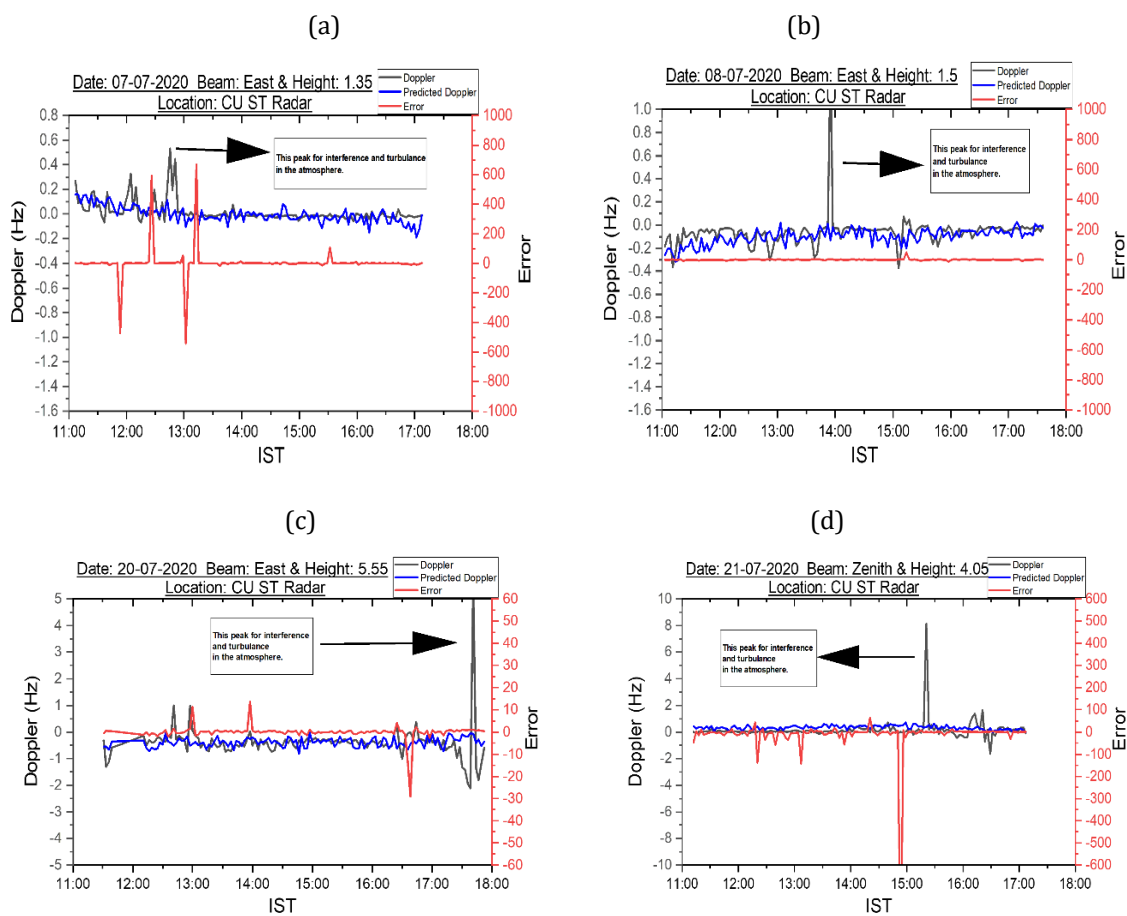 (a)
Date: 07-07-2020 Beam: East & Height: 1.35
Location: CU ST Radar
Doppler
Predicted Doppler
Error
This peak for interference and turbulance
in the atmosphere.
Doppler (Hz)
0.8
0.6
0.4
0.2
0.0
-0.2
-0.4
-0.6
-0.8
-1.0
-1.2
-1.4
-1.6
1000
800
600
400
200
0
-200
-400
-600
-800
-1000
Error
11:00 12:00 13:00 14:00 15:00 16:00 17:00 18:00
IST
(b)
Date: 08-07-2020 Beam: East & Height: 1.5
Location: CU ST Radar
Doppler
Predicted Doppler
Error
This peak for interference
and turbulance
in the atmosphere.
Doppler (Hz)
1.0
0.8
0.6
0.4
0.2
0.0
-0.2
-0.4
-0.6
-0.8
-1.0
-1.2
-1.4
-1.6
1000
800
600
400
200
0
-200
-400
-600
-800
-1000
Error
11:00 12:00 13:00 14:00 15:00 16:00 17:00 18:00
IST
(c)
Date: 20-07-2020 Beam: East & Height: 5.55
Location: CU ST Radar
Doppler
Predicted Doppler
Error
This peak for interference
and turbulance
in the atmosphere.
Doppler (Hz)
5
4
3
2
1
0
-1
-2
-3
-4
-5
60
50
40
30
20
10
0
-10
-20
-30
-40
-50
-60
Error
11:00 12:00 13:00 14:00 15:00 16:00 17:00 18:00
IST
(d)
Date: 21-07-2020 Beam: Zenith & Height: 4.05
Location: CU ST Radar
Doppler
Predicted Doppler
Error
This peak for interference
and turbulance
in the atmosphere.
Doppler (Hz)
10
8
6
4
2
0
-2
-4
-6
-8
-10
600
500
400
300
200
100
0
-100
-200
-300
-400
-500
-600
Error
11:00 12:00 13:00 14:00 15:00 16:00 17:00 18:00
IST